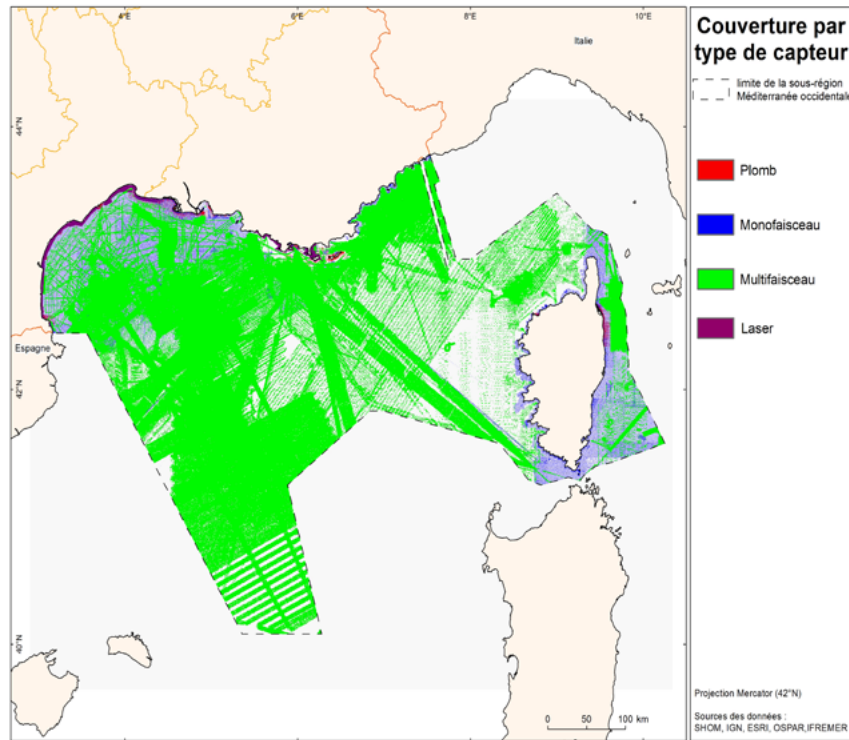 4°E
6°E
8°E
10°E
44°N
42°N
40°N
Italie
Espagne
0 50 100 km
Couverture par
type de capteur
limite de la sous-région
Méditerranée occidentale
Plomb
Monofaisceau
Multifaisceau
Laser
Projection Mercator (42°N)
Sources des données :
SHOM, IGN, ESRI, OSPAR,IFREMER